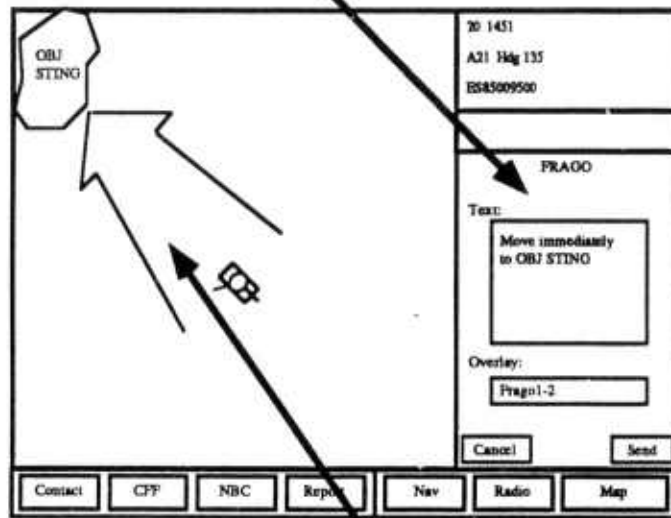 OBJ
STING
20 1451
A21 Hdg 135
ES85009500
FRAGO
Text:
Move immediately
to OBJ STING
Overlay:
Frago1-2
Cancel
Send
Contact
CFF
NBC
Report
Nav
Radio
Map